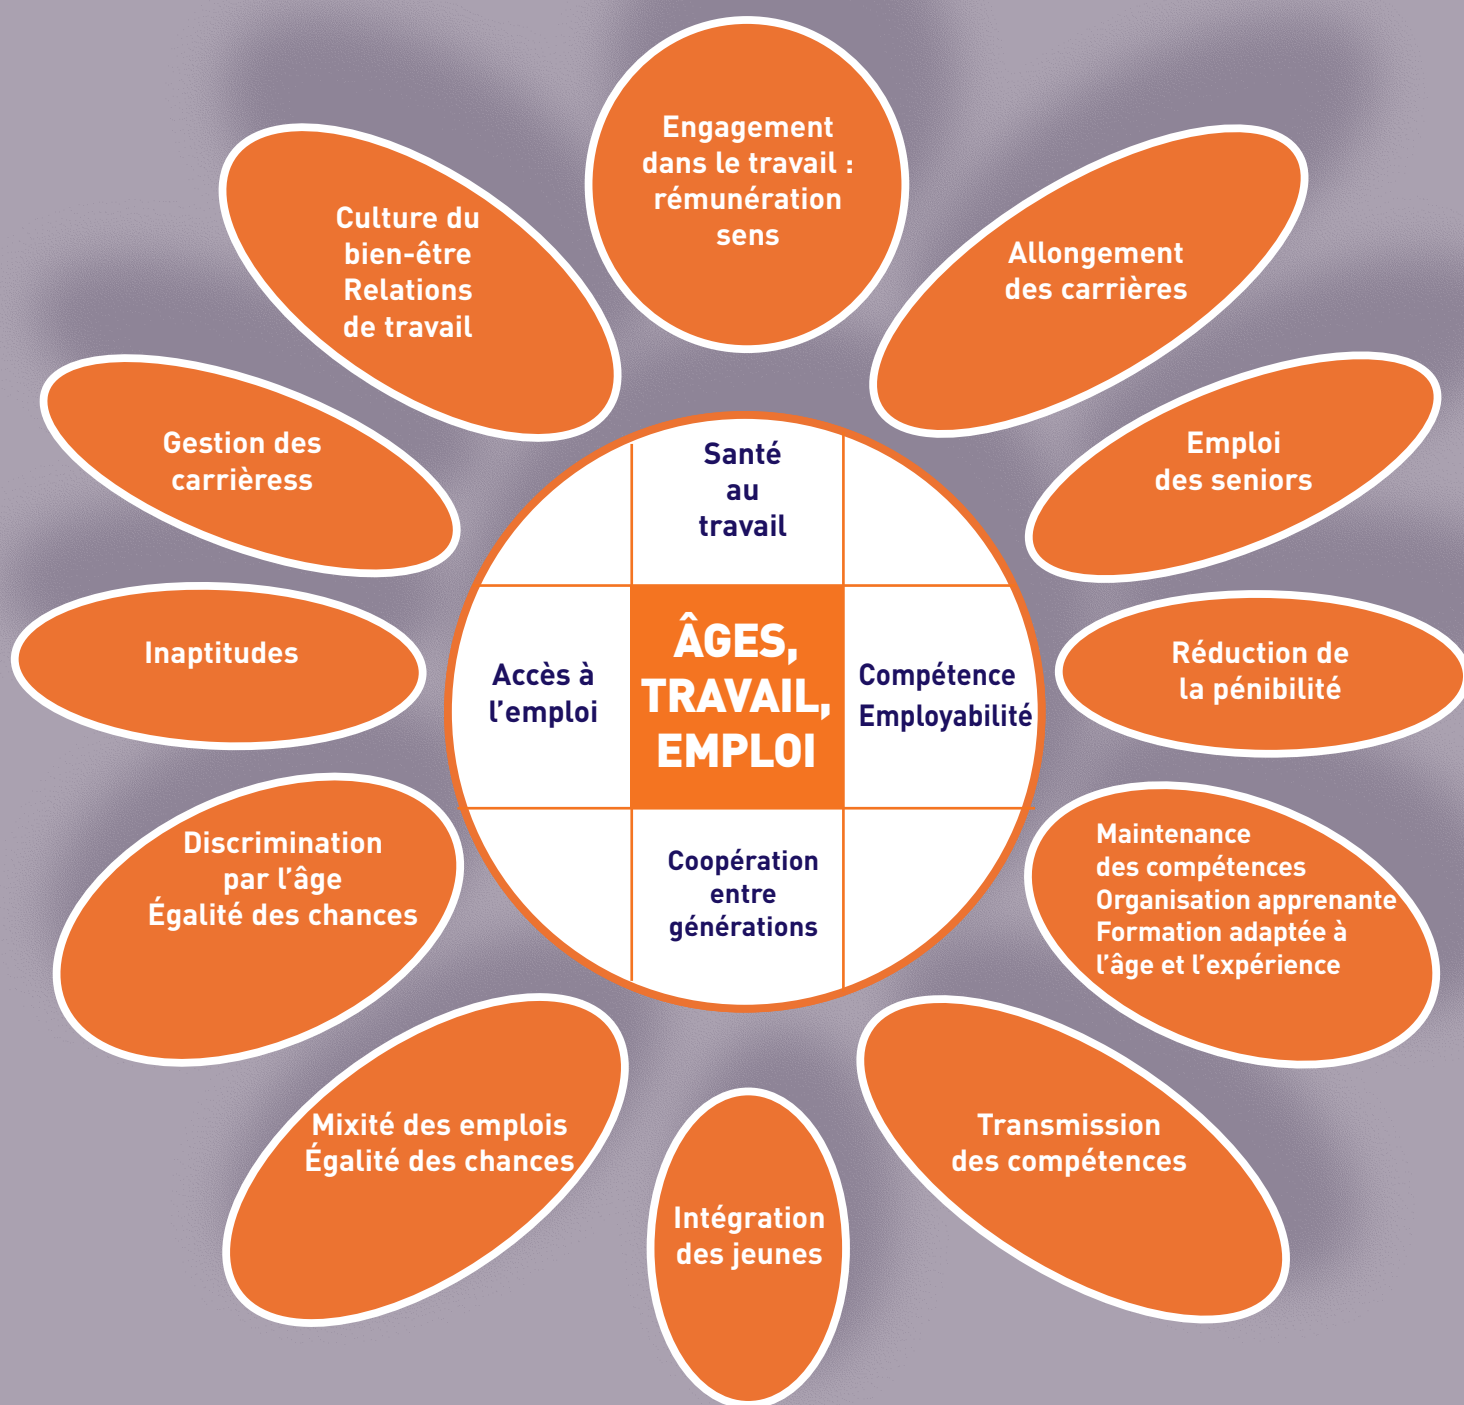 Engagement
dans le travail :
rémunération
sens
Allongement
des carrières
Emploi
des seniors
Réduction de
la pénibilité
Maintenance
des compétences
Organisation apprenante
Formation adaptée à
l’âge et l’expérience
Transmission
des compétences
Intégration
des jeunes
Mixité des emplois
Égalité des chances
Discrimination
par l’âge
Égalité des chances
Inaptitudes
Gestion des
carrièress
Culture du
bien-être
Relations
de travail
Santé
au
travail
Accès à
l’emploi
ÂGES,
TRAVAIL,
EMPLOI
Compétence
Employabilité
Coopération
entre
générations